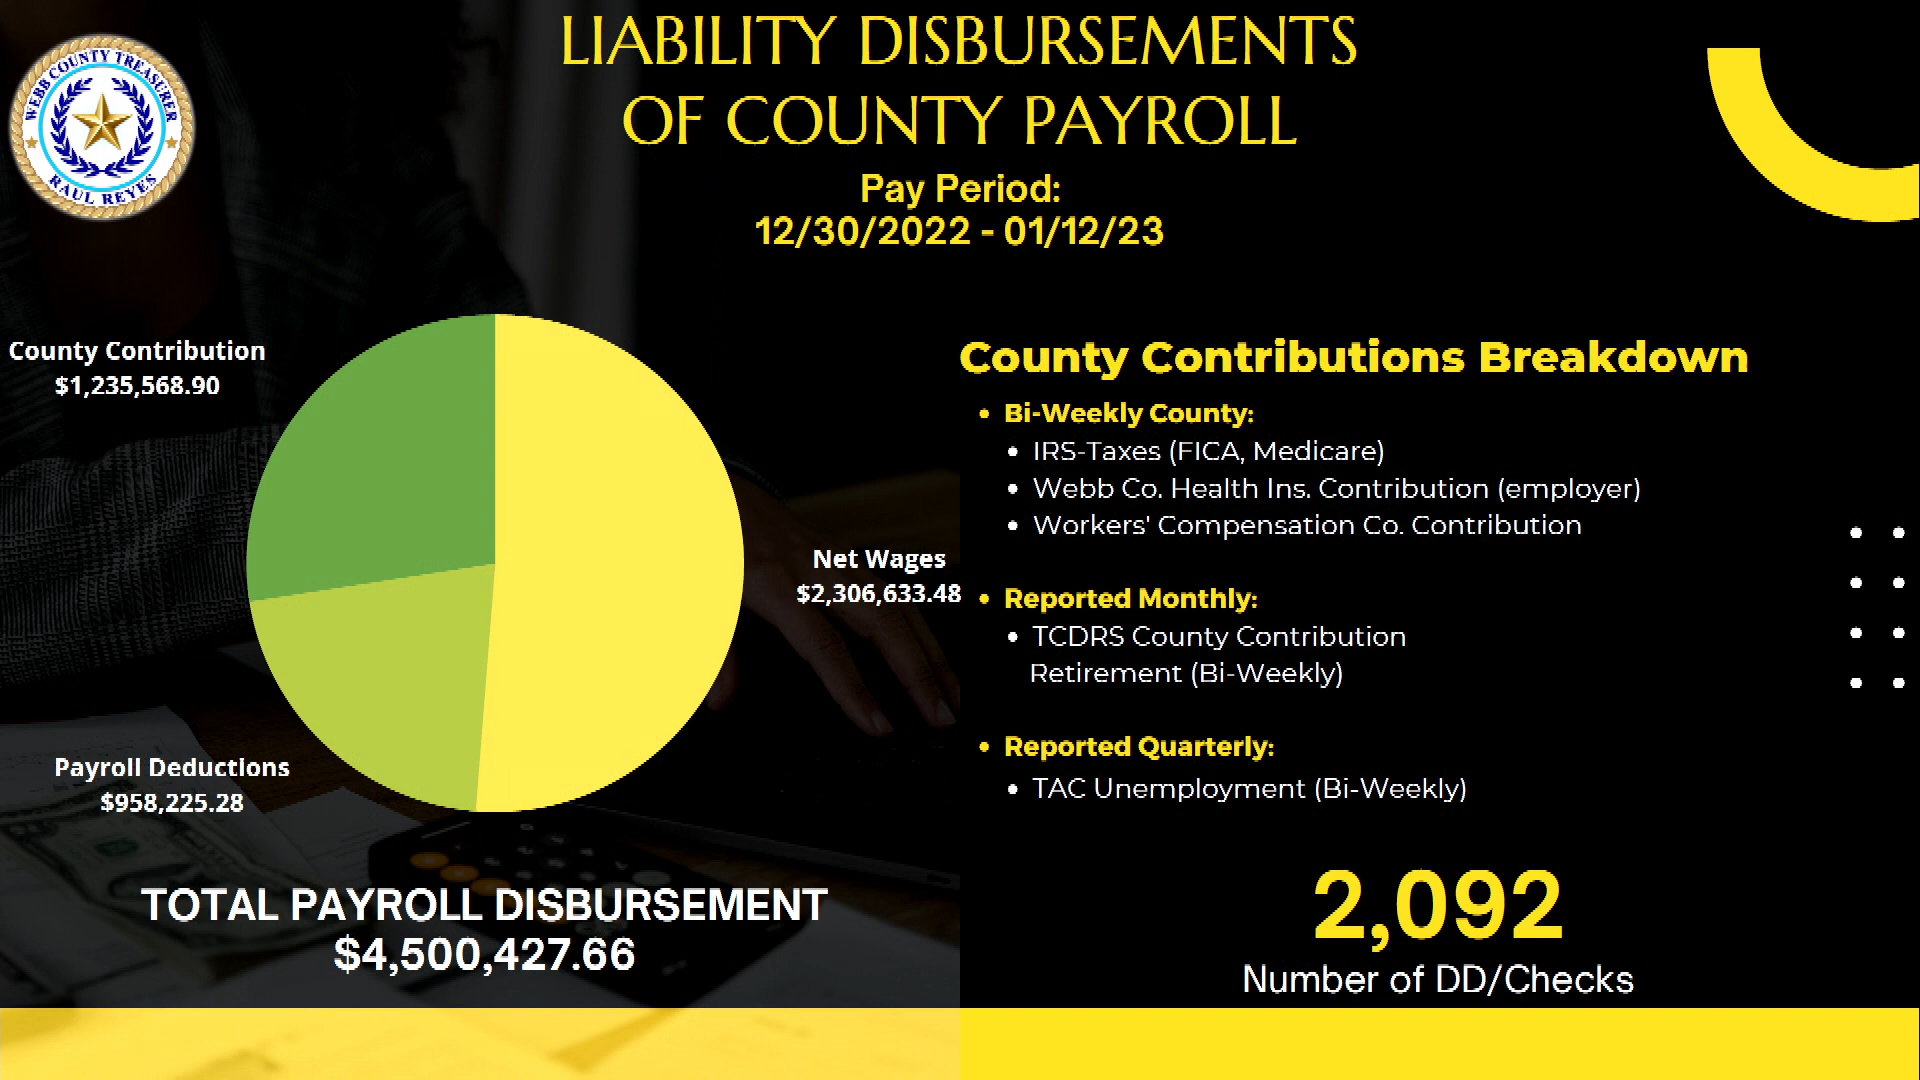 WEBB COUNTY TREASURER
RAUL REYES
LIABILITY DISBURSEMENTS
OF COUNTY PAYROLL
Pay Period:
12/30/2022 - 01/12/23
County Contribution
$1,235,568.90
Net Wages
$2,306,633.48
Payroll Deductions
$958,225.28
TOTAL PAYROLL DISBURSEMENT
$4,500,427.66
County Contributions Breakdown
• Bi-Weekly County:
• IRS-Taxes (FICA, Medicare)
• Webb Co. Health Ins. Contribution (employer)
• Workers' Compensation Co. Contribution
• Reported Monthly:
• TCDRS County Contribution
Retirement (Bi-Weekly)
• Reported Quarterly:
• TAC Unemployment (Bi-Weekly)
2,092
Number of DD/Checks